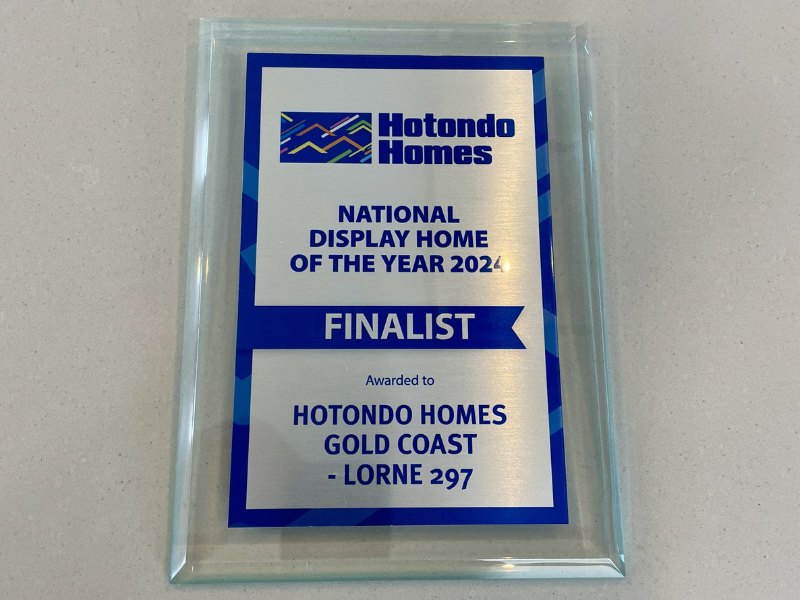 Hotondo
Homes
NATIONAL
DISPLAY HOME
OF THE YEAR 2024
FINALIST
Awarded to
HOTONDO HOMES
GOLD COAST
- LORNE 297